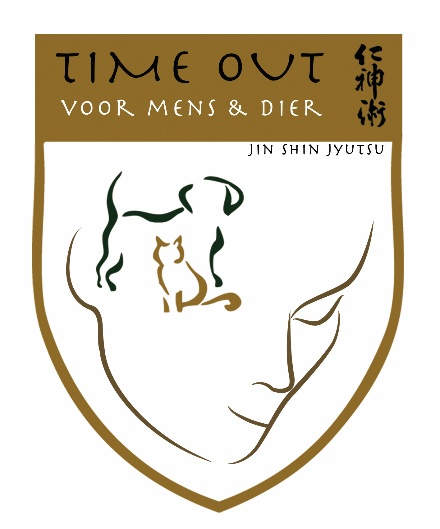 TIME OUT
VOOR MENS & DIER
仁神術
JIN SHIN JYUTSU